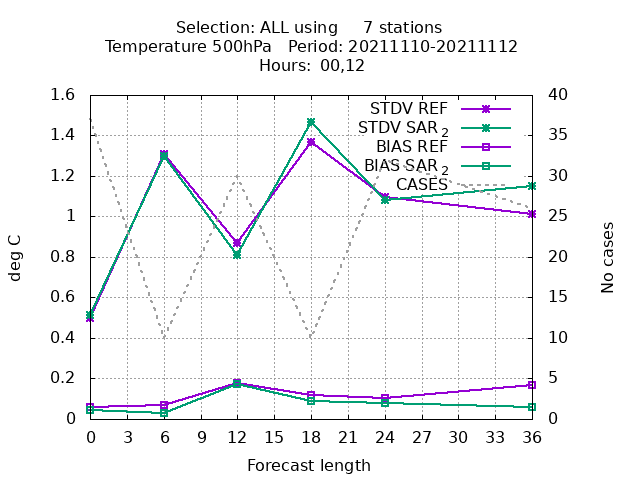 Selection: ALL using     7 stations
Temperature 500hPa   Period: 20211110-20211112
Hours: 00,12
1.6
1.4
1.2
1
0.8
0.6
0.4
0.2
0
deg C
40
35
30
25
20
15
10
5
0
No cases
STDV REF
STDV SAR 2
BIAS REF
BIAS SAR 2
CASES
0 3 6 9 12 15 18 21 24 27 30 33 36
Forecast length